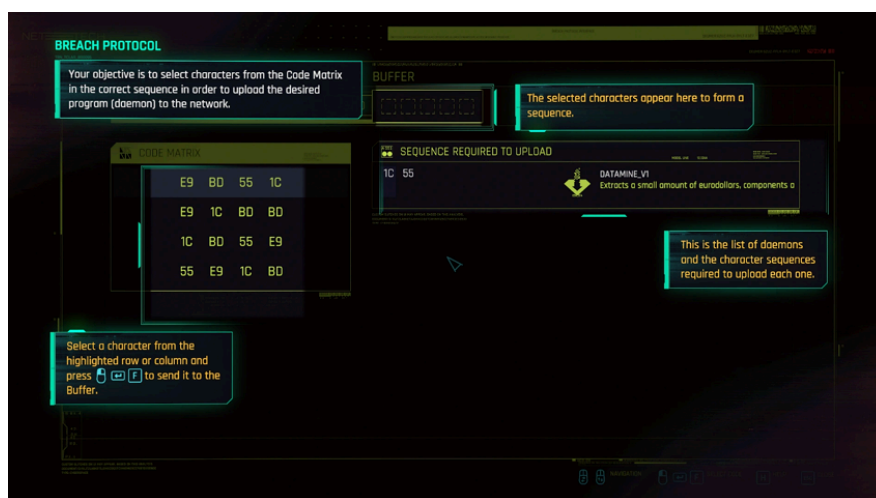 BREACH PROTOCOL
Your objective is to select characters from the Code Matrix
in the correct sequence in order to upload the desired
program (daemon) to the network.
BUFFER
The selected characters appear here to form a
sequence.
CODE MATRIX
E9 BD 55 1C
E9 1C BD BD
1C BD 55 E9
55 E9 1C BD
SEQUENCE REQUIRED TO UPLOAD
1C 55
DATAMINE_V1
Extracts a small amount of eurodollars, components a
This is the list of daemons
and the character sequences
required to upload each one.
Select a character from the
highlighted row or column and
press F to send it to the
Buffer.
NAVIGATION
F